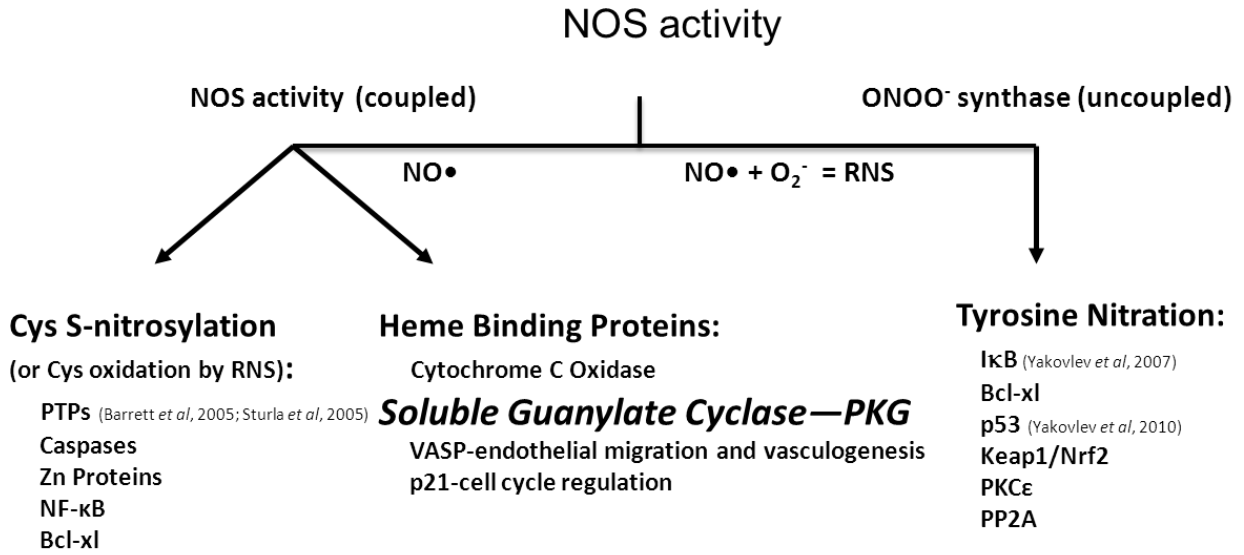 NOS activity
NOS activity (coupled)
ONOO⁻ synthase (uncoupled)
NO●
NO● + O₂⁻ = RNS
Cys S-nitrosylation
(or Cys oxidation by RNS):
PTPs (Barrett et al, 2005; Sturla et al, 2005)
Caspases
Zn Proteins
NF-κB
Bcl-xl
Heme Binding Proteins:
Cytochrome C Oxidase
Soluble Guanylate Cyclase—PKG
VASP-endothelial migration and vasculogenesis
p21-cell cycle regulation
Tyrosine Nitration:
IκB (Yakovlev et al, 2007)
Bcl-xl
p53 (Yakovlev et al, 2010)
Keap1/Nrf2
PKCε
PP2A